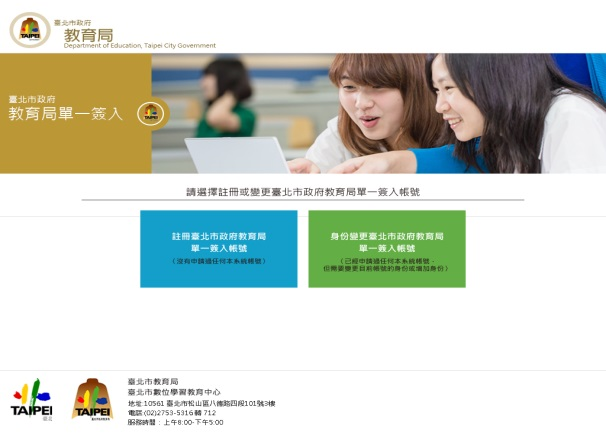 臺北市政府
教育局
Department of Education, Taipei City Government
臺北市政府
教育局單一簽入
請選擇註冊或變更臺北市政府教育局單一簽入帳號
註冊臺北市政府教育局
單一簽入帳號
（沒有申請過任何本系統帳號）
身份變更臺北市政府教育局
單一簽入帳號
（已經申請過任何本系統帳號，
但需要變更目前帳號的身份或增加身份）
TAIPEI
臺北
TAIPEI
臺北市教育局
臺北市數位學習教育中心
地址:10561 臺北市松山區八德路四段101號3樓
電話:(02)2753-5316 轉 712
服務時間：上午8:00-下午5:00